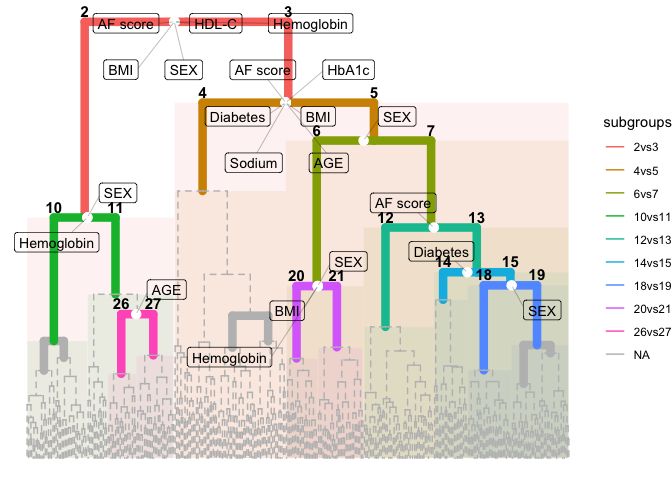 2 3
AF score HDL-C Hemoglobin
BMI SEX AF score HbA1c
4 5
Diabetes BMI SEX
6 7
Sodium AGE
SEX
AF score
10 11 12 13
Hemoglobin
Diabetes
SEX
14 15
AGE
20 21 18 19
26 27
BMI SEX
Hemoglobin
subgroups
2vs3
4vs5
6vs7
10vs11
12vs13
14vs15
18vs19
20vs21
26vs27
NA